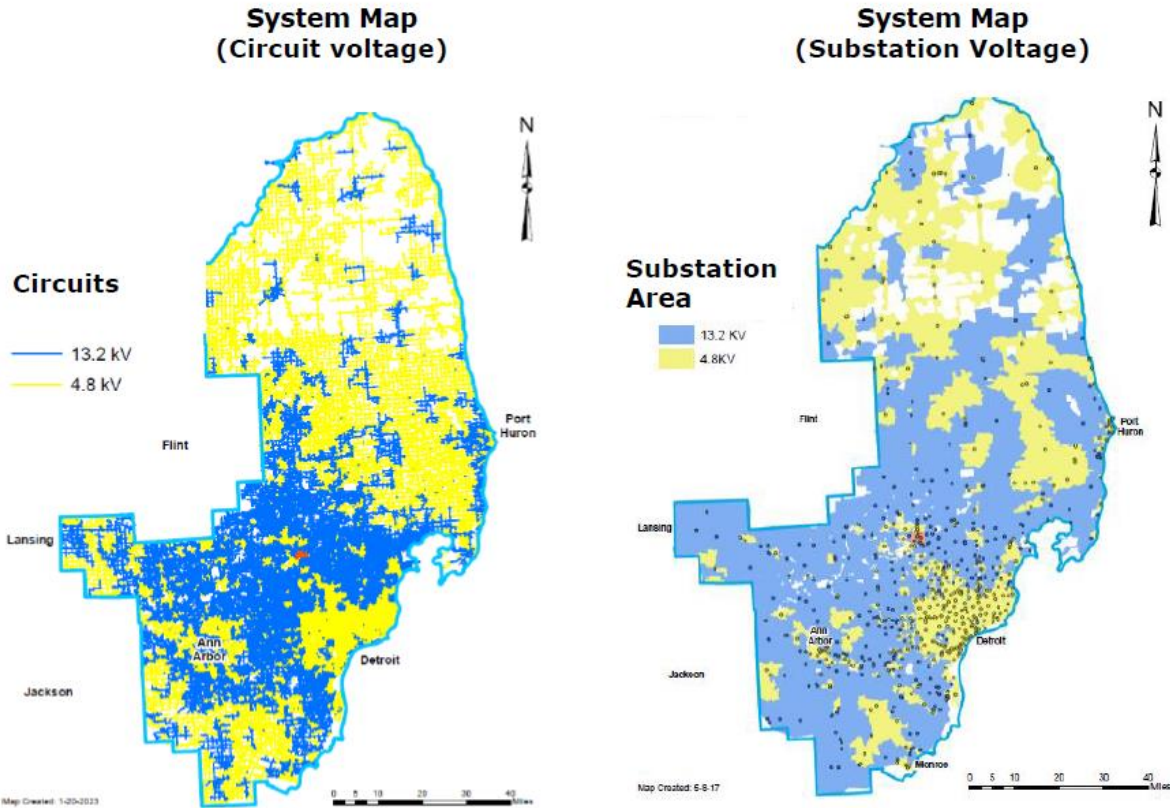 System Map
(Circuit voltage)
N
Circuits
13.2 kV
4.8 kV
Flint
Port
Huron
Lansing
Ann
Arbor
Detroit
Jackson
Map Created: 1-20-2023
0 5 10 20 30 40
Miles
System Map
(Substation Voltage)
N
Substation
Area
13.2 KV
4.8KV
Flint
Port
Huron
Lansing
Ann
Arbor
Detroit
Jackson
Monroe
Map Created: 5-8-17
0 5 10 20 30 40
Miles